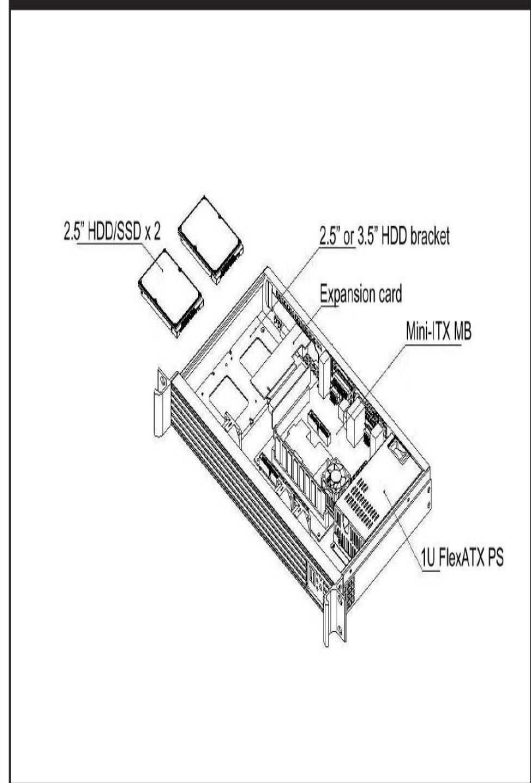 2.5" HDD/SSD x 2
2.5" or 3.5" HDD bracket
Expansion card
Mini-ITX MB
1U FlexATX PS